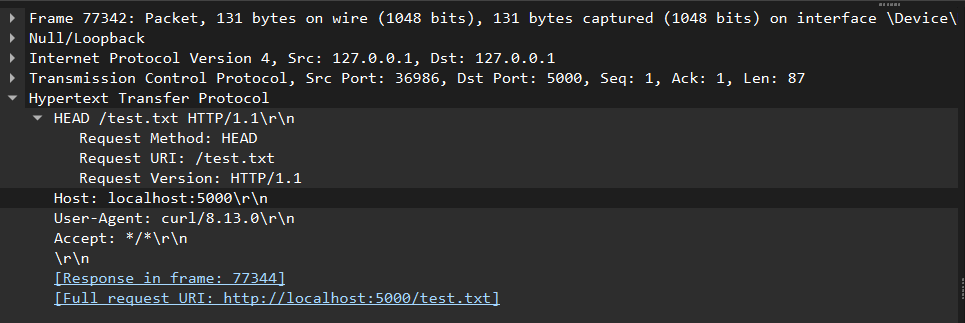 Frame 77342: Packet, 131 bytes on wire (1048 bits), 131 bytes captured (1048 bits) on interface \Device\
Null/Loopback
Internet Protocol Version 4, Src: 127.0.0.1, Dst: 127.0.0.1
Transmission Control Protocol, Src Port: 36986, Dst Port: 5000, Seq: 1, Ack: 1, Len: 87
Hypertext Transfer Protocol
HEAD /test.txt HTTP/1.1\r\n
Request Method: HEAD
Request URI: /test.txt
Request Version: HTTP/1.1
Host: localhost:5000\r\n
User-Agent: curl/8.13.0\r\n
Accept: */*\r\n
\r\n
[Response in frame: 77344]
[Full request URI: http://localhost:5000/test.txt]